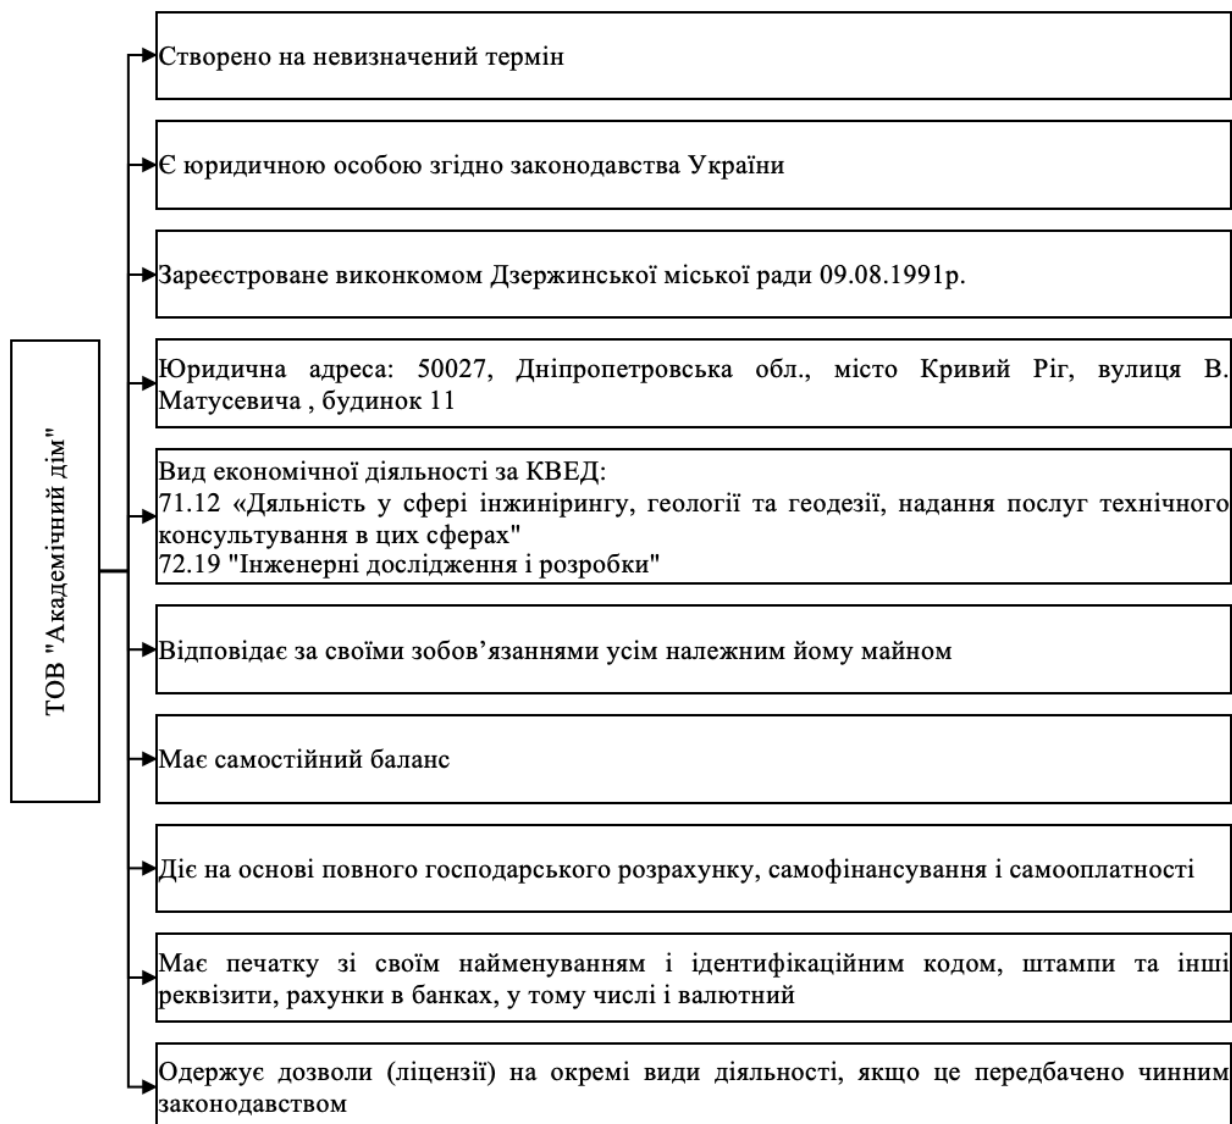 Створено на невизначений термін
Є юридичною особою згідно законодавства України
Зареєстроване виконкомом Дзержинської міської ради 09.08.1991р.
Юридична адреса: 50027, Дніпропетровська обл., місто Кривий Ріг, вулиця В.
Матусевича , будинок 11
ТОВ "Академічний дім"
Вид економічної діяльності за КВЕД:
71.12 «Дяльність у сфері інжинірингу, геології та геодезії, надання послуг технічного
консультування в цих сферах"
72.19 "Інженерні дослідження і розробки"
Відповідає за своїми зобов’язаннями усім належним йому майном
Має самостійний баланс
Діє на основі повного господарського розрахунку, самофінансування і самооплатності
Має печатку зі своїм найменуванням і ідентифікаційним кодом, штампи та інші
реквізити, рахунки в банках, у тому числі і валютний
Одержує дозволи (ліцензії) на окремі види діяльності, якщо це передбачено чинним
законодавством